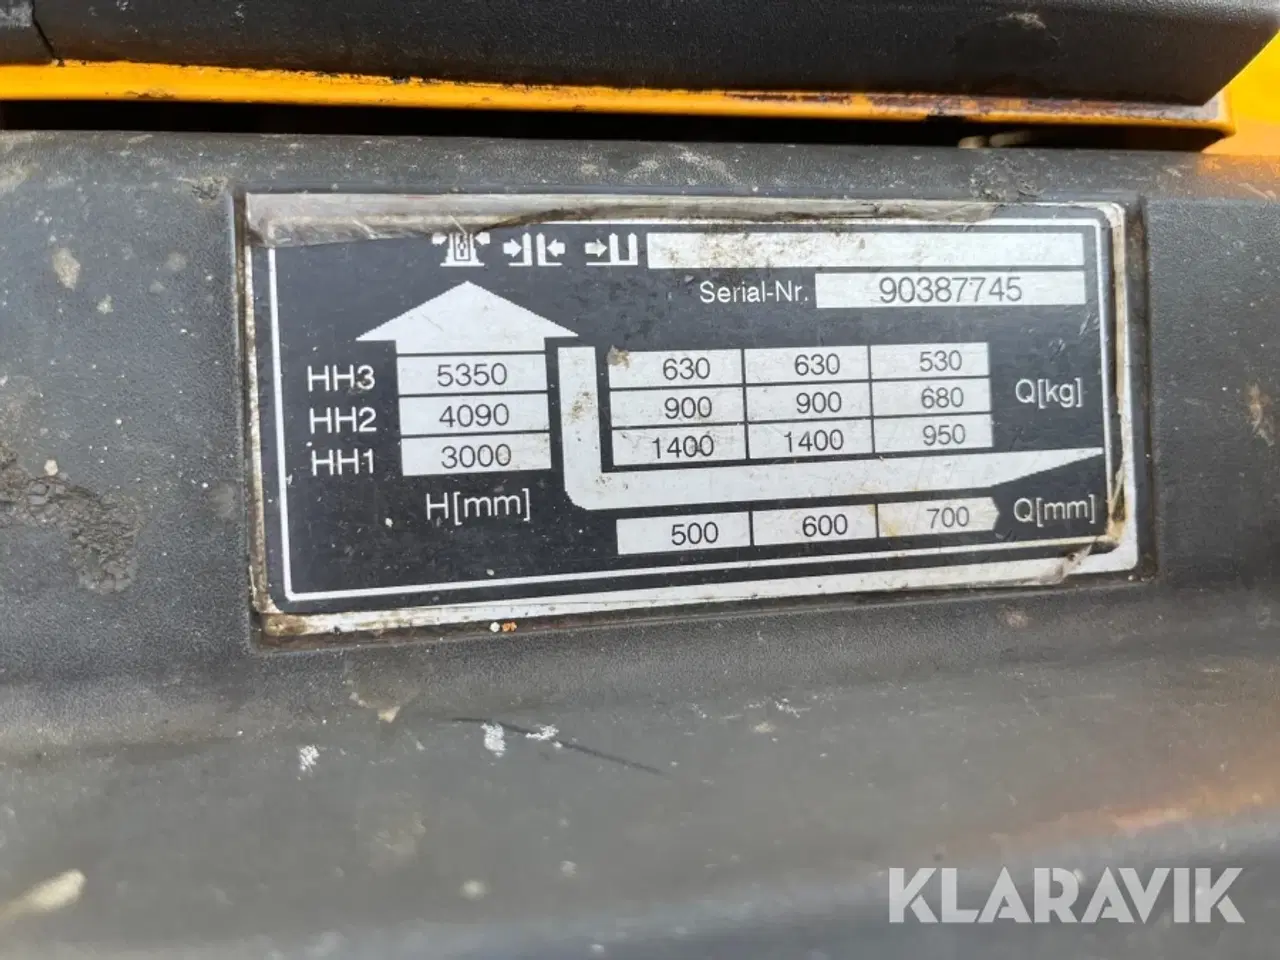 Serial-Nr. 90387745
HH3 5350 630 630 530
HH2 4090 900 900 680 Q[kg]
HH1 3000 1400 1400 950
H[mm] 500 600 700 Q[mm]
KLARAVIK